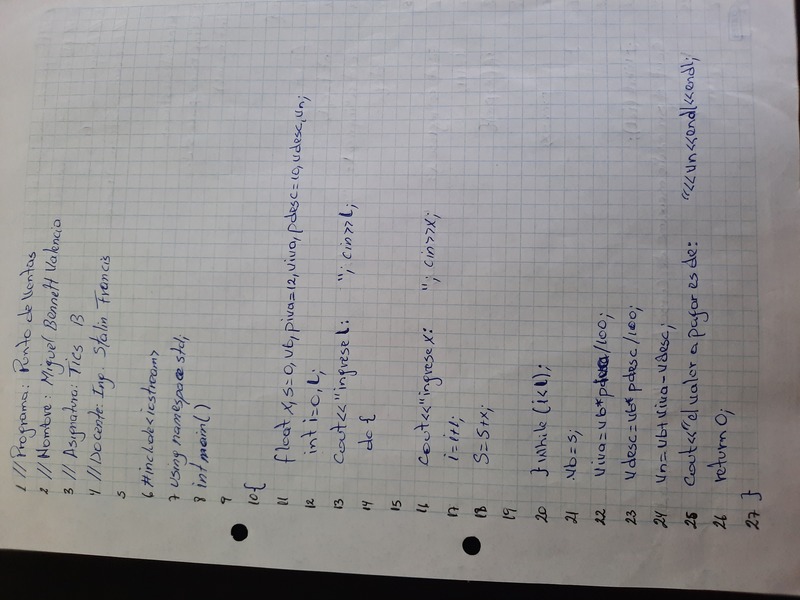 1 //Programa: Punto de Ventas
2 //Nombre: Miguel Bennett Valencia
3 //Asignatura: Tics B
4 //Docente: Ing. Stalin Francis
5
6 #include<iostream>
7 using namespace std;
8 int main()
9
10 {
11 float x, s=0, vb, piva=12, viva, pdesc=10, vdesc, vn;
12 int i=0, l;
13 cout<<"ingrese l: "; cin>>l;
14 do {
15
16 cout<<"ingrese x: "; cin>>x;
17 i=i+1;
18 S=S+x;
19
20 } while (i<l);
21 vb=s;
22 viva=vb*piva/100;
23 vdesc=vb*pdesc/100;
24 vn=vb+viva-vdesc;
25 cout<<"el valor a pagar es de: "<<vn<<endl<<endl;
26 return 0;
27 }